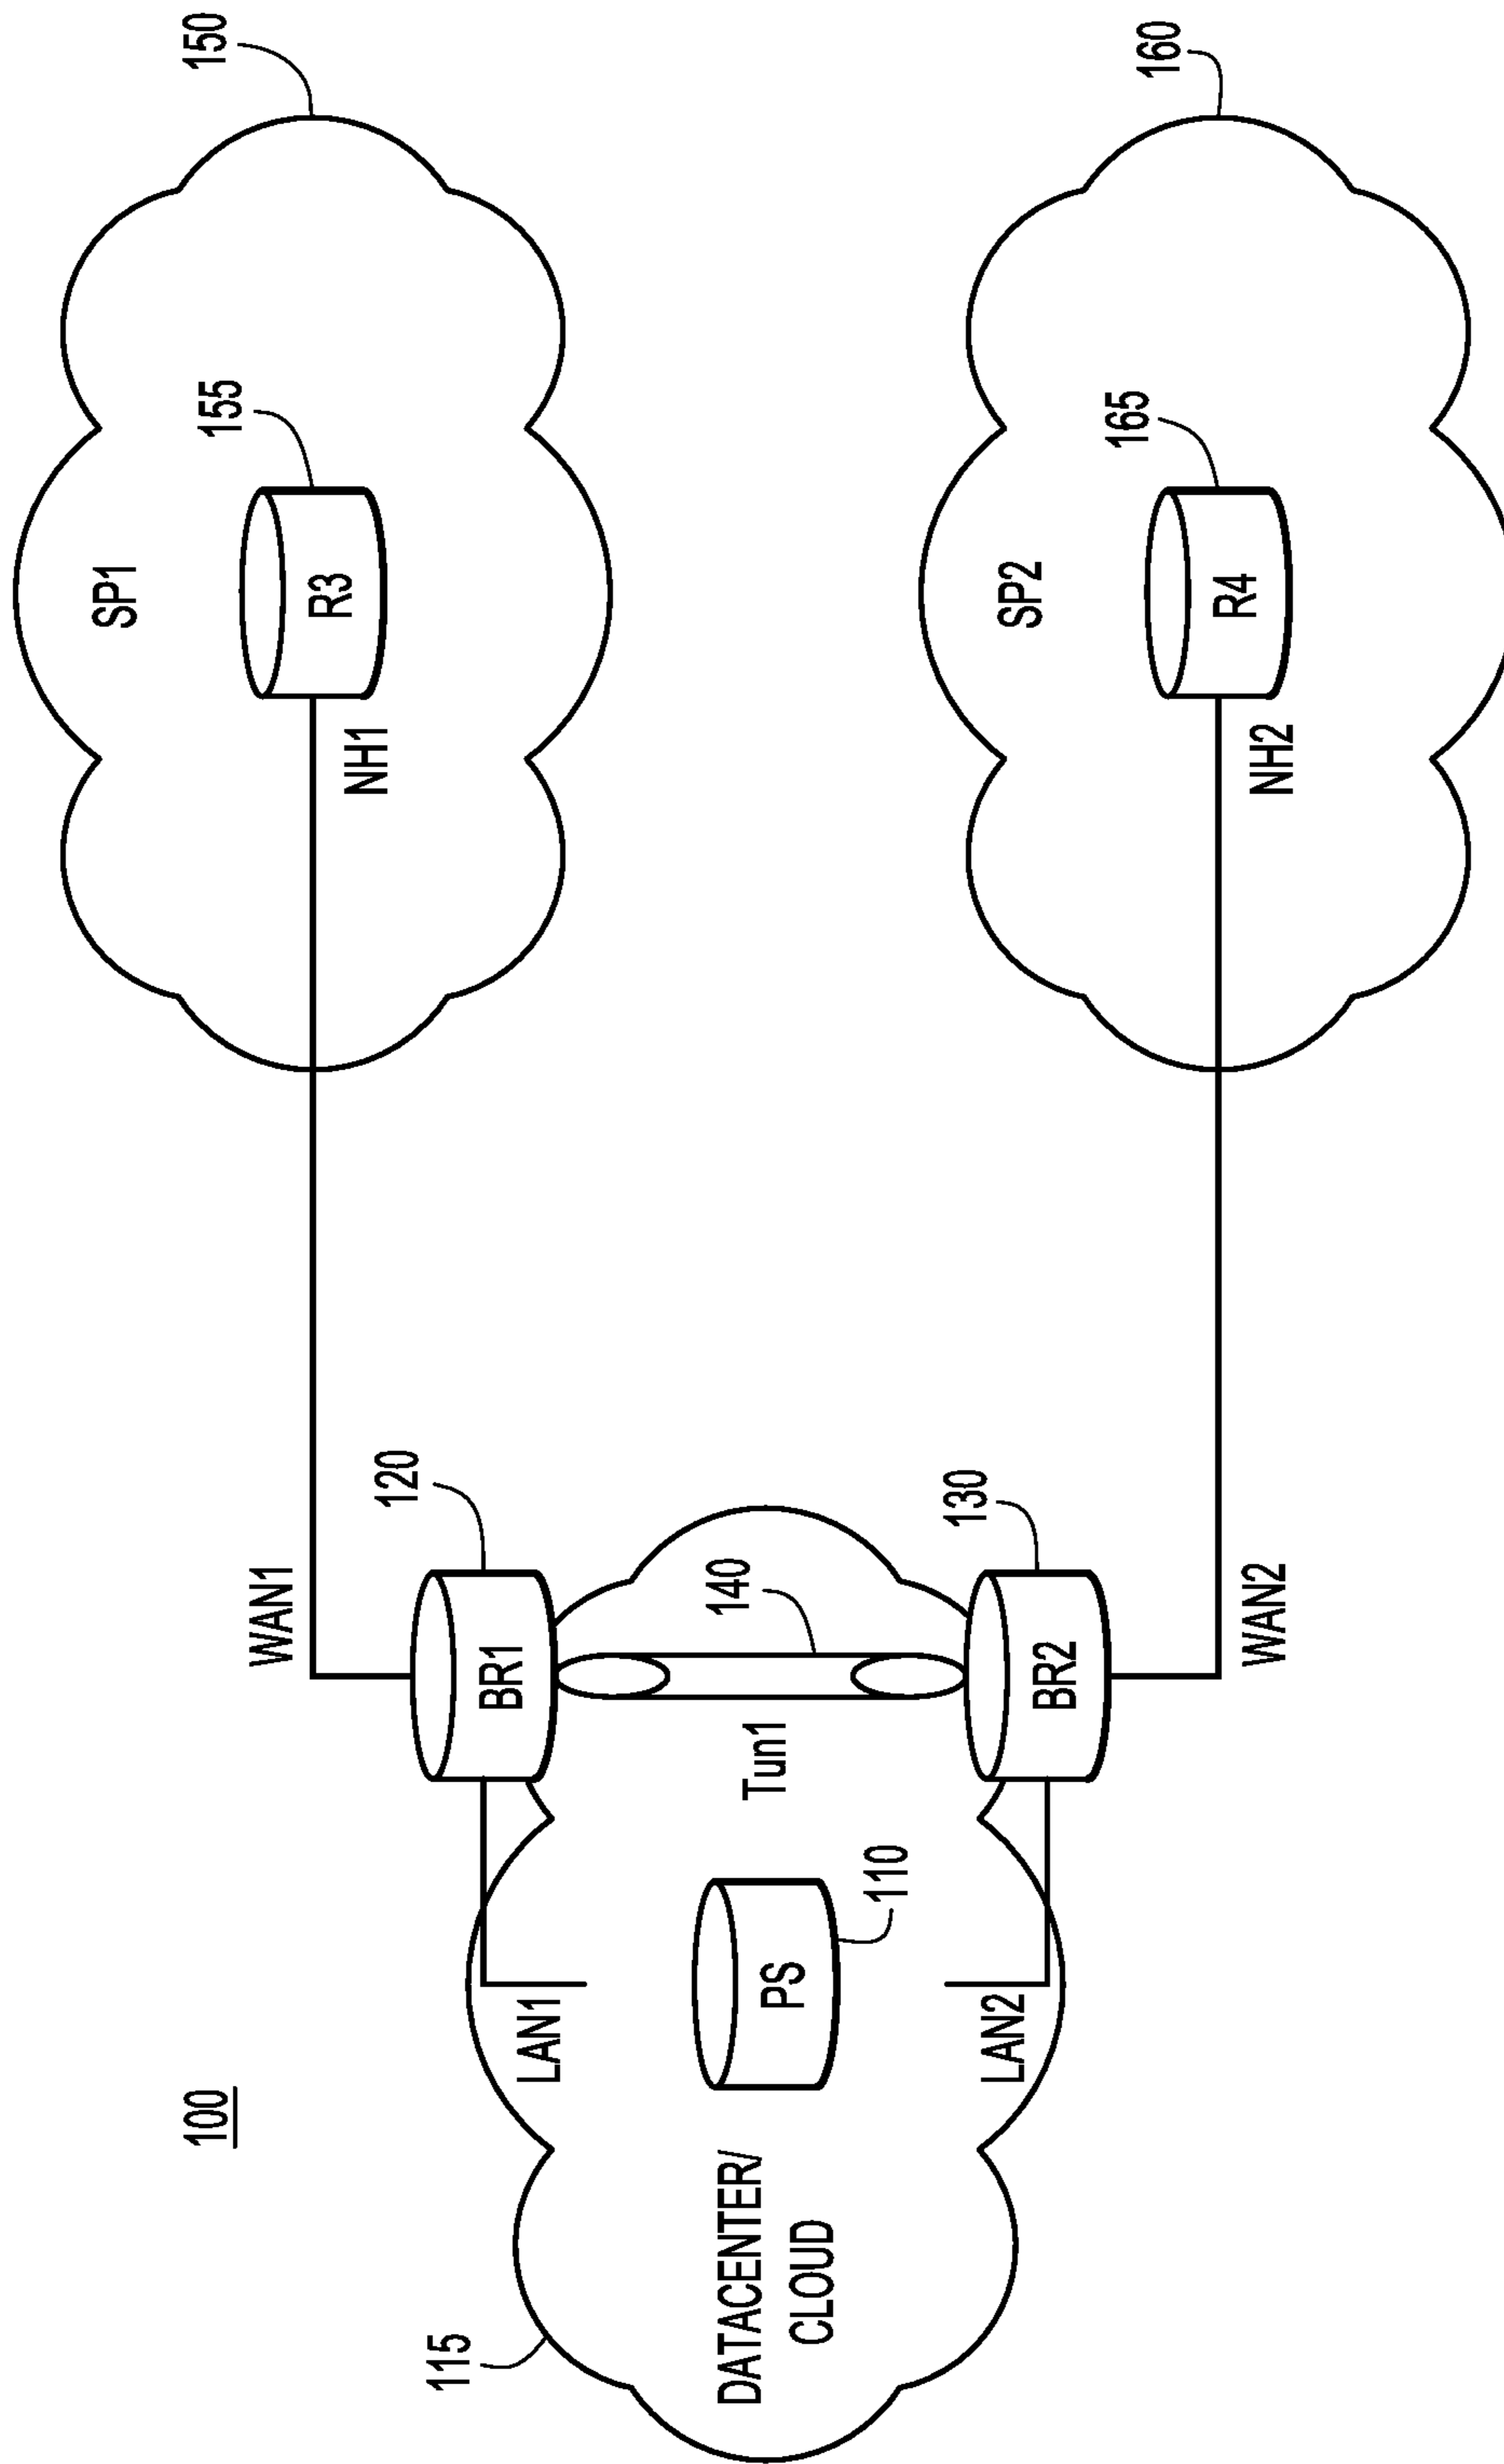 SP1
100
150
155
WAN1
R3
NH1
120
115
BR1
LAN1
140
DATACENTER/
CLOUD
Tun1
PS
110
130
LAN2
SP2
BR2
165
160
R4
WAN2
NH2